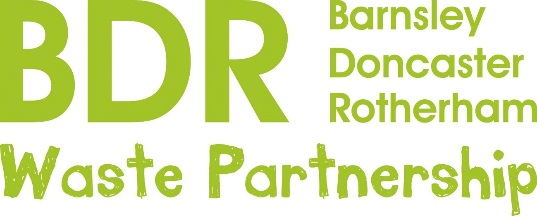 BDR
Barnsley
Doncaster
Rotherham
Waste Partnership